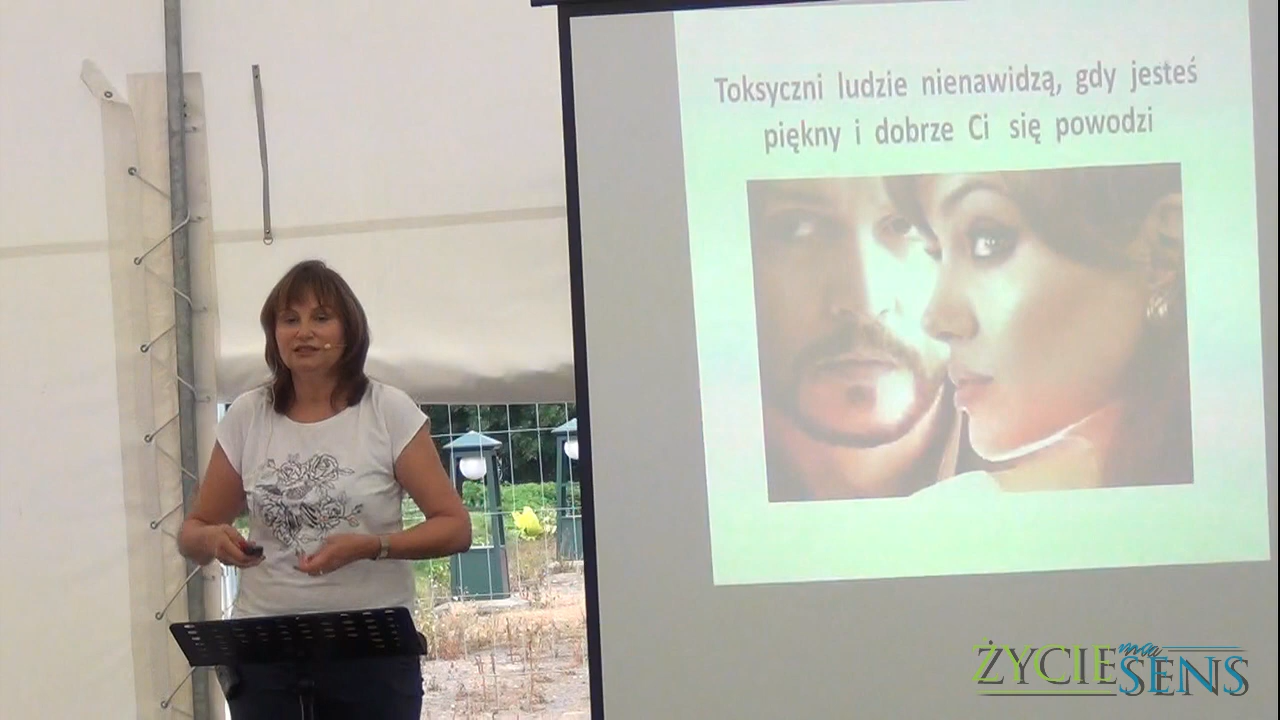 Toksyczni ludzie nienawidzą, gdy jesteś
piękny i dobrze Ci się powodzi
ŻYCIE ma
SENS